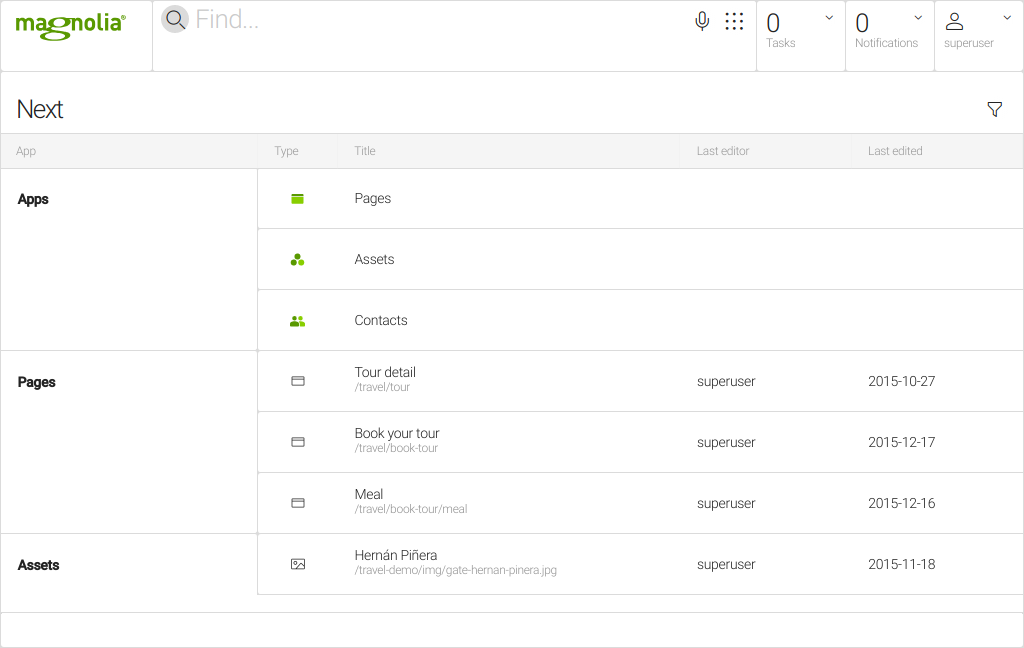 magnolia®
Find...
0
Tasks
0
Notifications
superuser
Next
App Type Title Last editor Last edited
Apps Pages
Assets
Contacts
Pages Tour detail superuser 2015-10-27
/travel/tour
Book your tour superuser 2015-12-17
/travel/book-tour
Meal superuser 2015-12-16
/travel/book-tour/meal
Assets Hernán Piñera superuser 2015-11-18
/travel-demo/img/gate-hernan-pinera.jpg